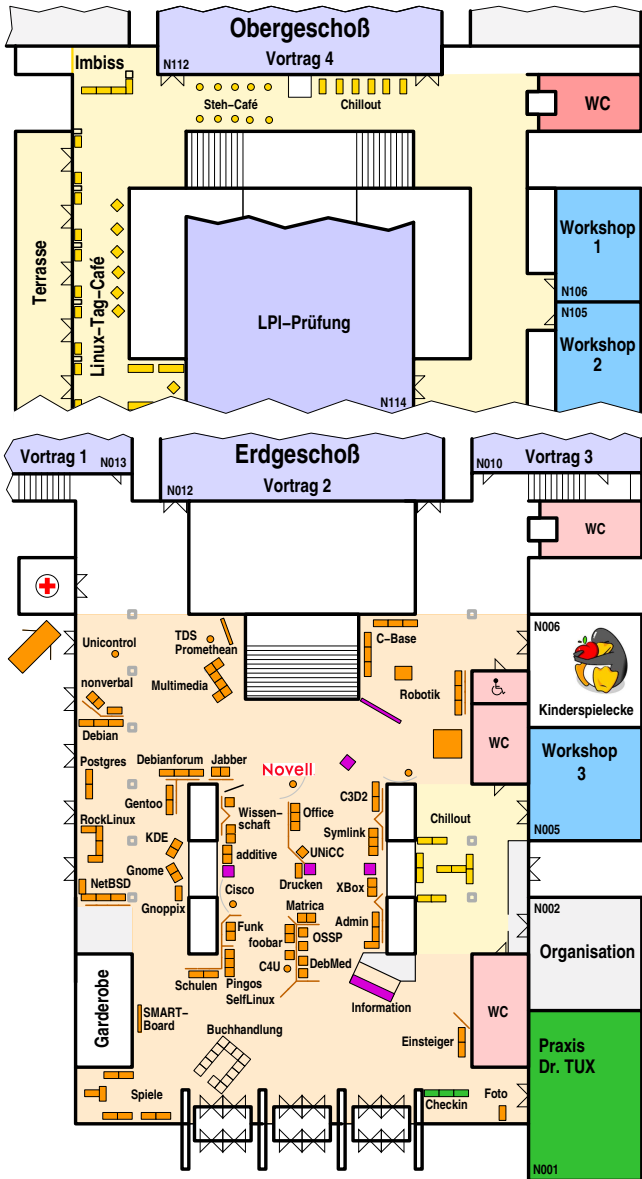 Obergeschoß
Vortrag 4
N112
Imbiss
Steh–Café
Chillout
WC
Terrasse
Linux–Tag–Café
LPI–Prüfung
N114
Workshop
1
N106
N105
Workshop
2
Vortrag 1
N013
Erdgeschoß
Vortrag 2
N012
N010
Vortrag 3
WC
N006
Kinderspielecke
Unicontrol
TDS
Promethean
C–Base
nonverbal
Multimedia
Robotik
Debian
WC
Workshop
3
N005
Postgres
Debianforum
Jabber
Novell
Gentoo
Wissen–
schaft
Office
C3D2
Chillout
RockLinux
KDE
Symlink
additive
UNiCC
Gnome
NetBSD
Cisco
Drucken
XBox
Gnoppix
Matrica
N002
Organisation
Funk
foobar
OSSP
Admin
C4U
DebMed
Schulen
Pingos
SelfLinux
Information
WC
Garderobe
SMART–
Board
Buchhandlung
Einsteiger
Praxis
Dr. TUX
Spiele
Checkin
Foto
N001